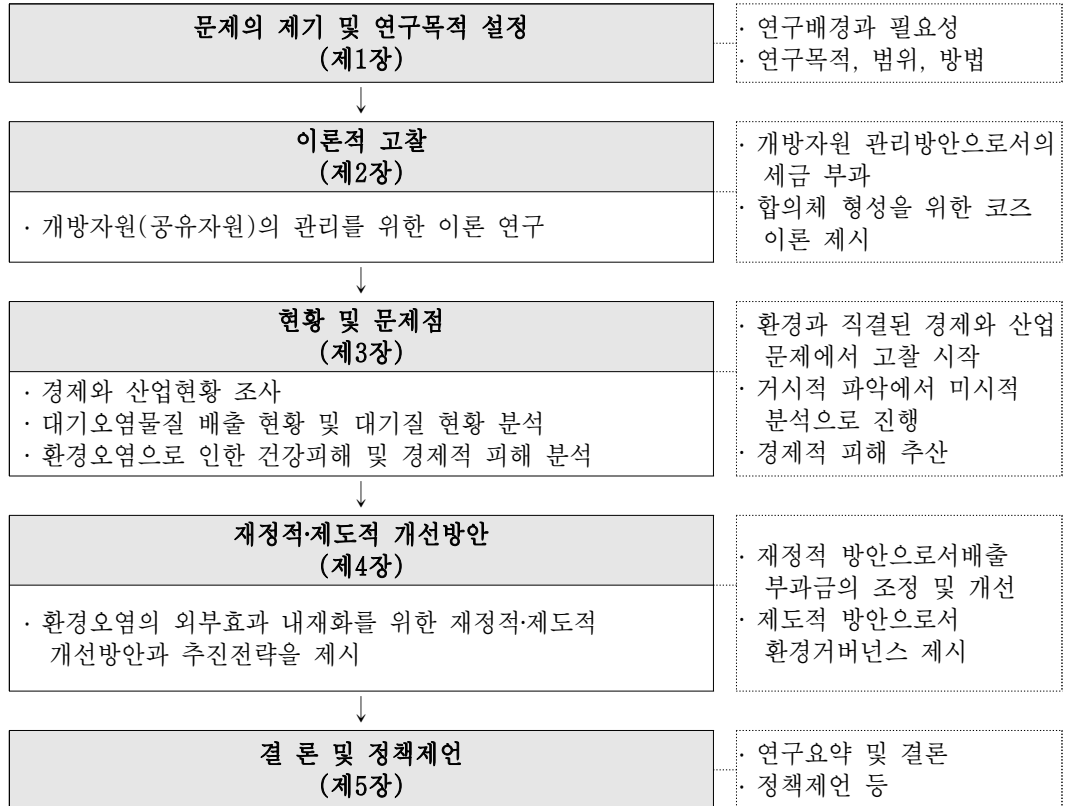 문제의 제기 및 연구목적 설정
(제1장)
· 연구배경과 필요성
· 연구목적, 범위, 방법
↓
이론적 고찰
(제2장)
· 개방자원(공유자원)의 관리를 위한 이론 연구
· 개방자원 관리방안으로서의
세금 부과
· 합의체 형성을 위한 코즈
이론 제시
↓
현황 및 문제점
(제3장)
· 경제와 산업현황 조사
· 대기오염물질 배출 현황 및 대기질 현황 분석
· 환경오염으로 인한 건강피해 및 경제적 피해 분석
· 환경과 직결된 경제와 산업
문제에서 고찰 시작
· 거시적 파악에서 미시적
분석으로 진행
· 경제적 피해 추산
↓
재정적·제도적 개선방안
(제4장)
· 환경오염의 외부효과 내재화를 위한 재정적·제도적
개선방안과 추진전략을 제시
· 재정적 방안으로서배출
부과금의 조정 및 개선
· 제도적 방안으로서
환경거버넌스 제시
↓
결 론 및 정책제언
(제5장)
· 연구요약 및 결론
· 정책제언 등